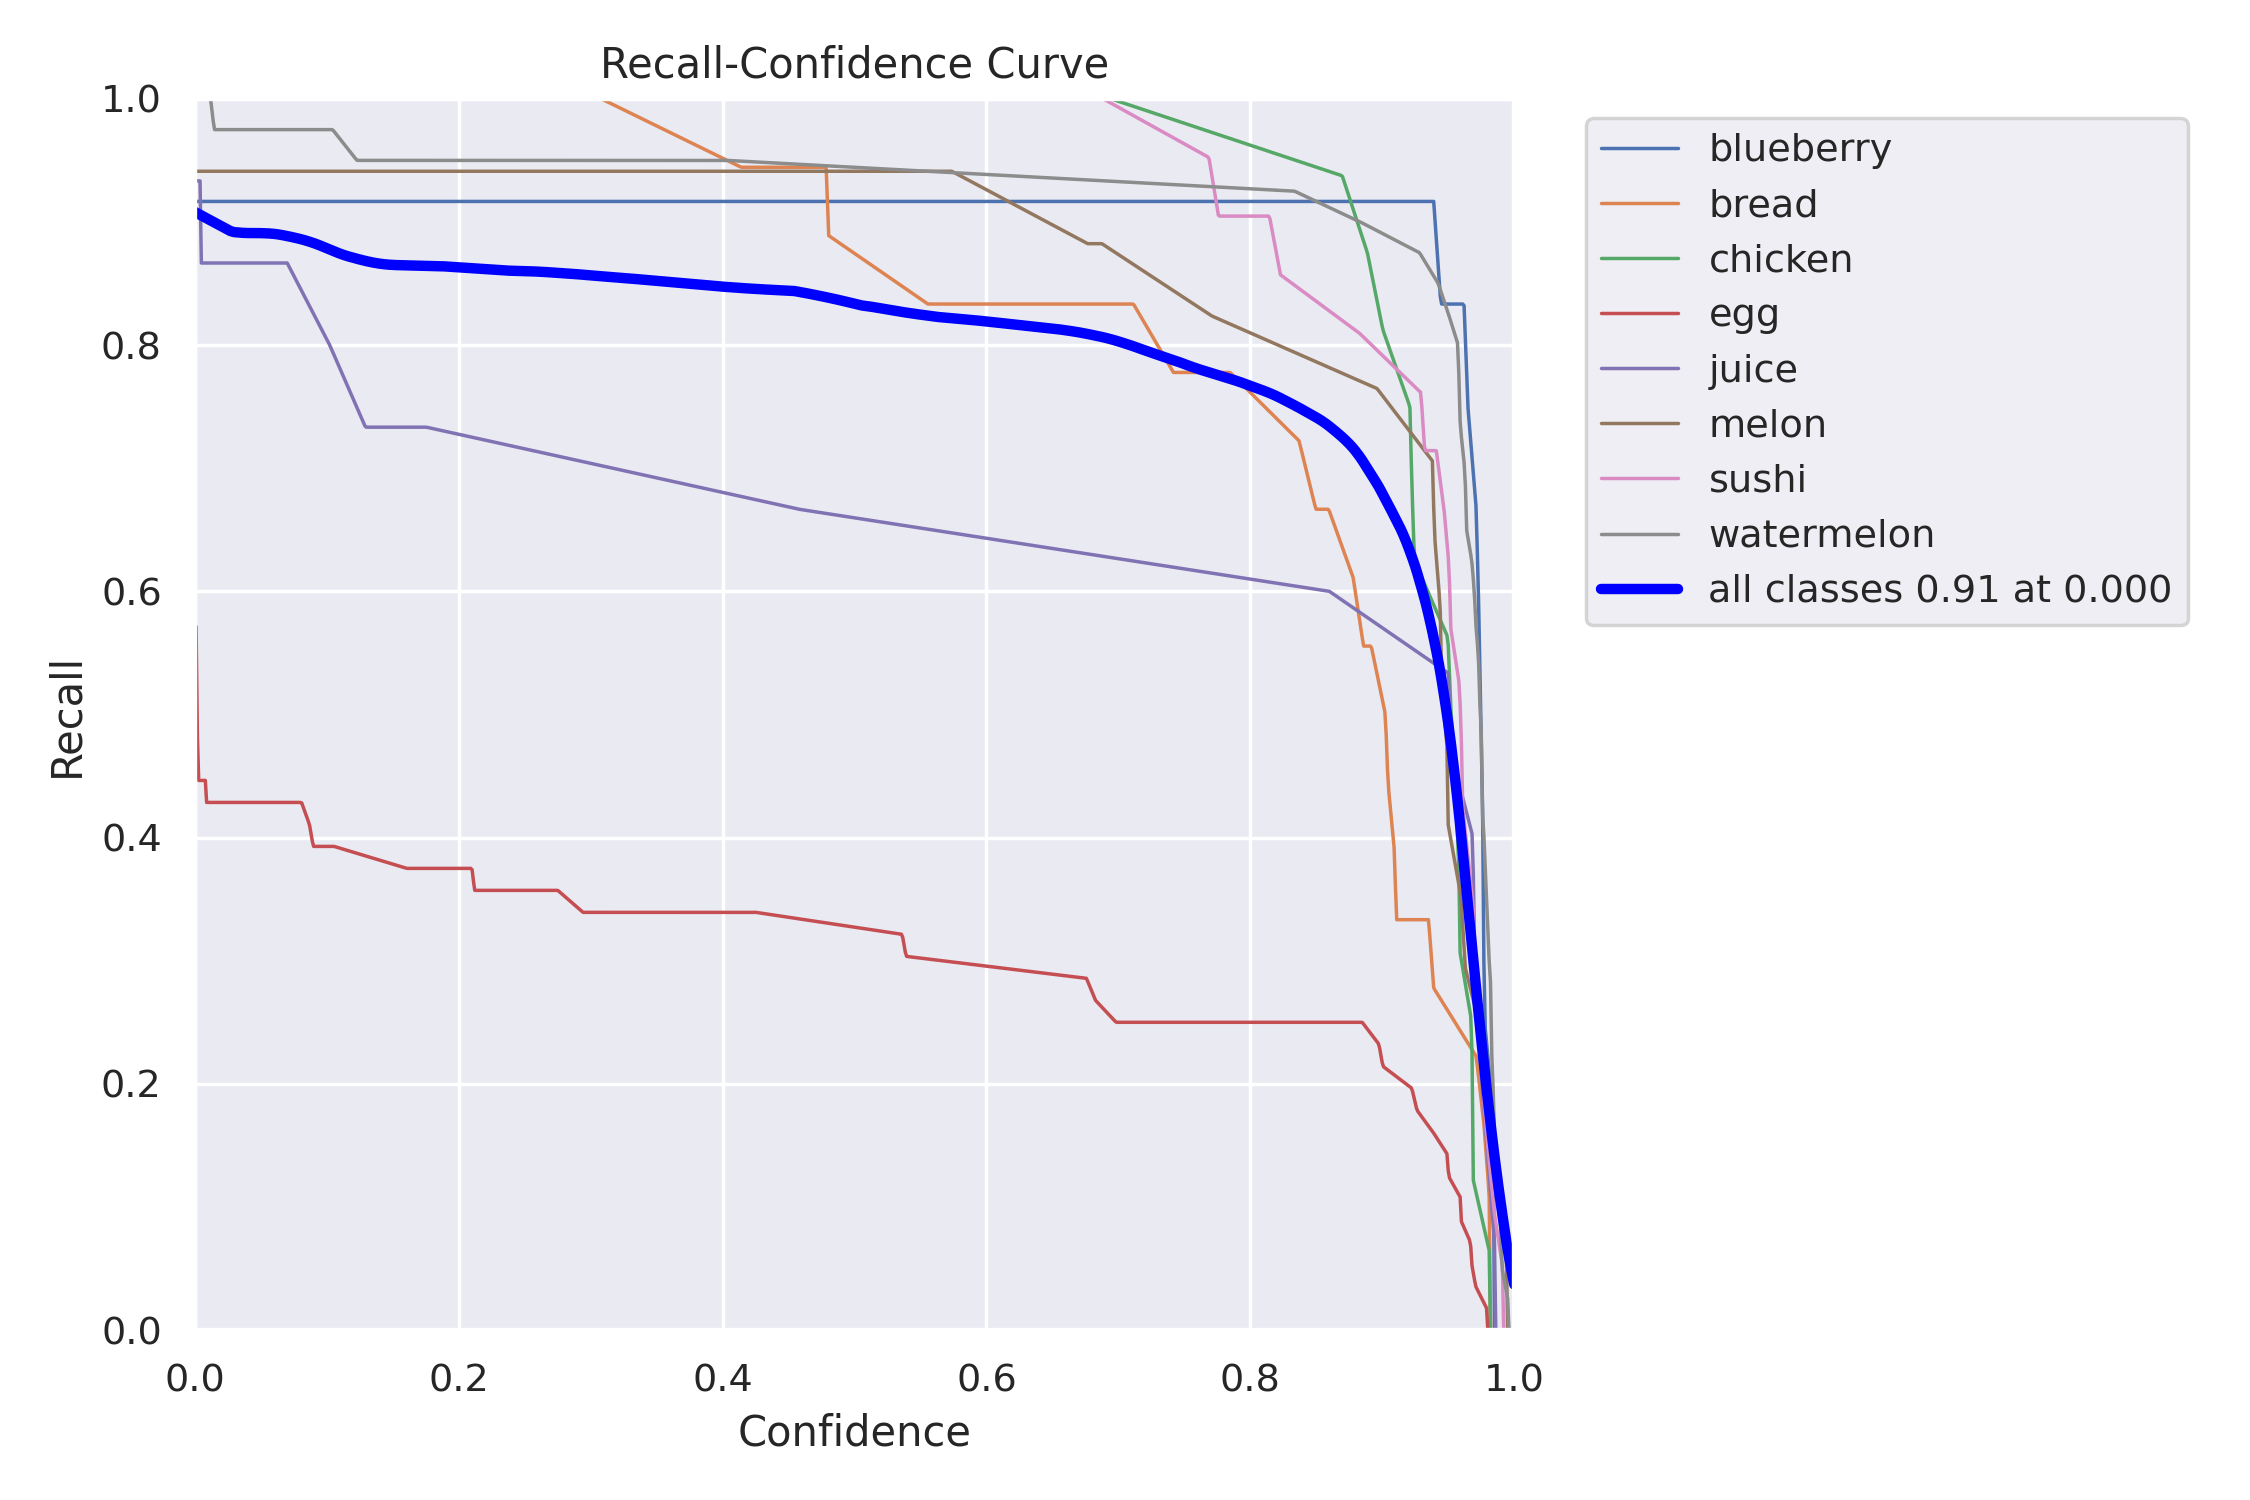 Recall-Confidence Curve
1.0
0.8
0.6
0.4
0.2
0.0
Recall
0.0 0.2 0.4 0.6 0.8 1.0
Confidence
blueberry
bread
chicken
egg
juice
melon
sushi
watermelon
all classes 0.91 at 0.000